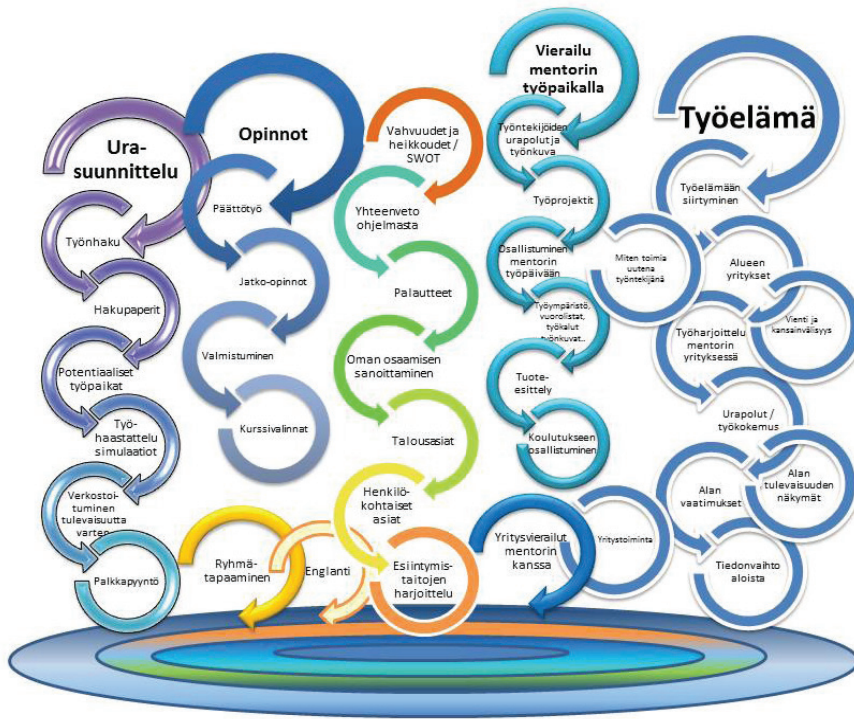 Ura-
suunnittelu
Työnhaku
Hakupaperit
Potentiaaliset
työpaikat
Työ-
haastattelu
simulaatiot
Verkostoi-
tuminen
tulevaisuutta
varten
Palkkapyyntö
Opinnot
Päättötyö
Jatko-opinnot
Valmistuminen
Kurssivalinnat
Ryhmä-
tapaaminen
Englanti
Vahvuudet ja
heikkoudet /
SWOT
Yhteenveto
ohjelmasta
Palautteet
Oman osaamisen
sanoittaminen
Talousasiat
Henkilö-
kohtaiset
asiat
Esiintymis-
taitojen
harjoittelu
Vierailu
mentorin
työpaikalla
Työntekijöiden
urapolut ja
työnkuva
Työprojektit
Osallistuminen
mentorin
työpäivään
Työympäristö,
vuorolistat,
työkalut
työnkuvat..
Tuote-
esittely
Koulutukseen
osallistuminen
Yritysvierailut
mentorin
kanssa
Yritystoiminta
Työelämä
Työelämään
siirtyminen
Miten toimia
uutena
työntekijänä
Alueen
yritykset
Vienti ja
kansainvälisyys
Työharjoittelu
mentorin
yrityksessä
Urapolut /
työkokemus
Alan
vaatimukset
Alan
tulevaisuuden
näkymät
Tiedonvaihto
aloista